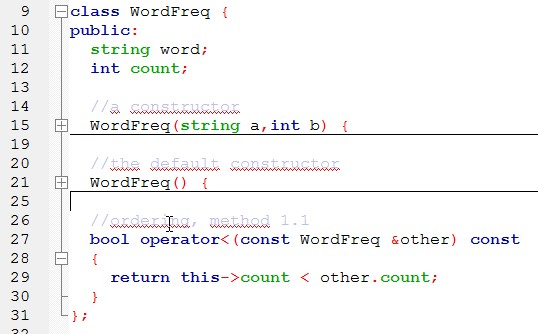 9 class WordFreq {
10 public:
11 string word;
12 int count;
13
14 //a constructor
15 WordFreq(string a,int b) {
19
20 //the default constructor
21 WordFreq() {
25
26 //ordering, method 1.1
27 bool operator<(const WordFreq &other) const
28 {
29 return this->count < other.count;
30 }
31 };